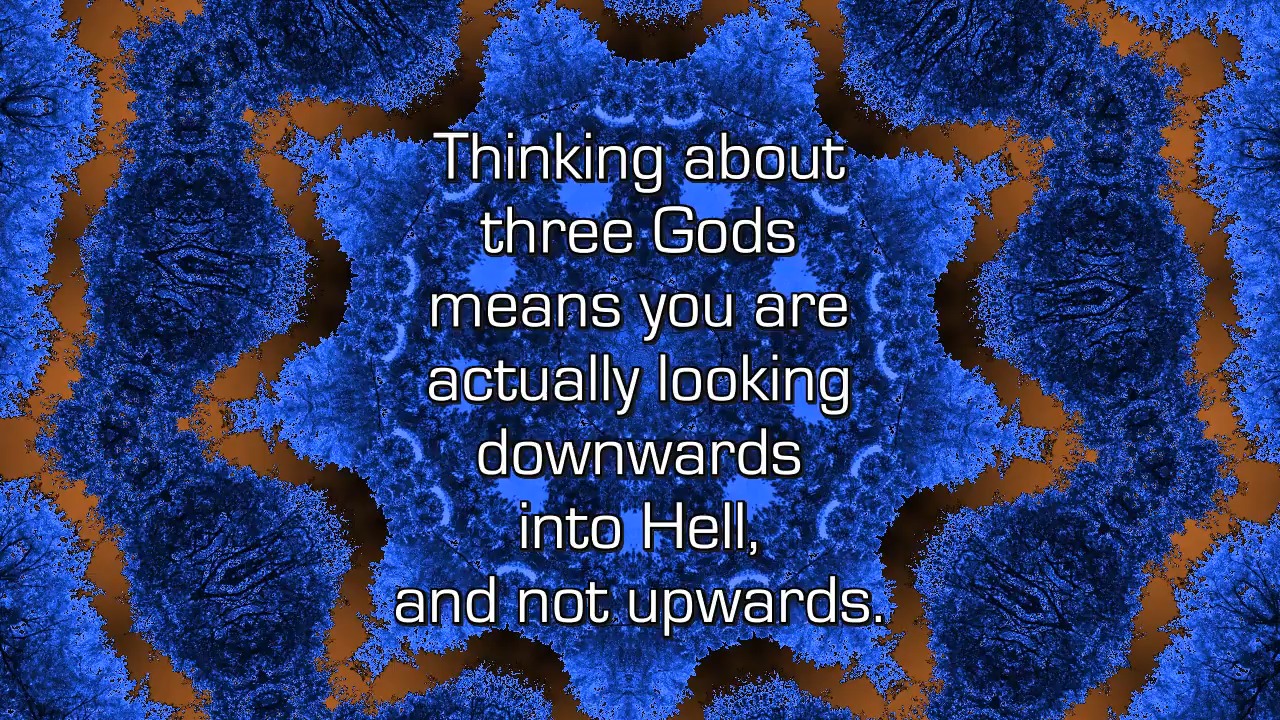 Thinking about
three Gods
means you are
actually looking
downwards
into Hell,
and not upwards.